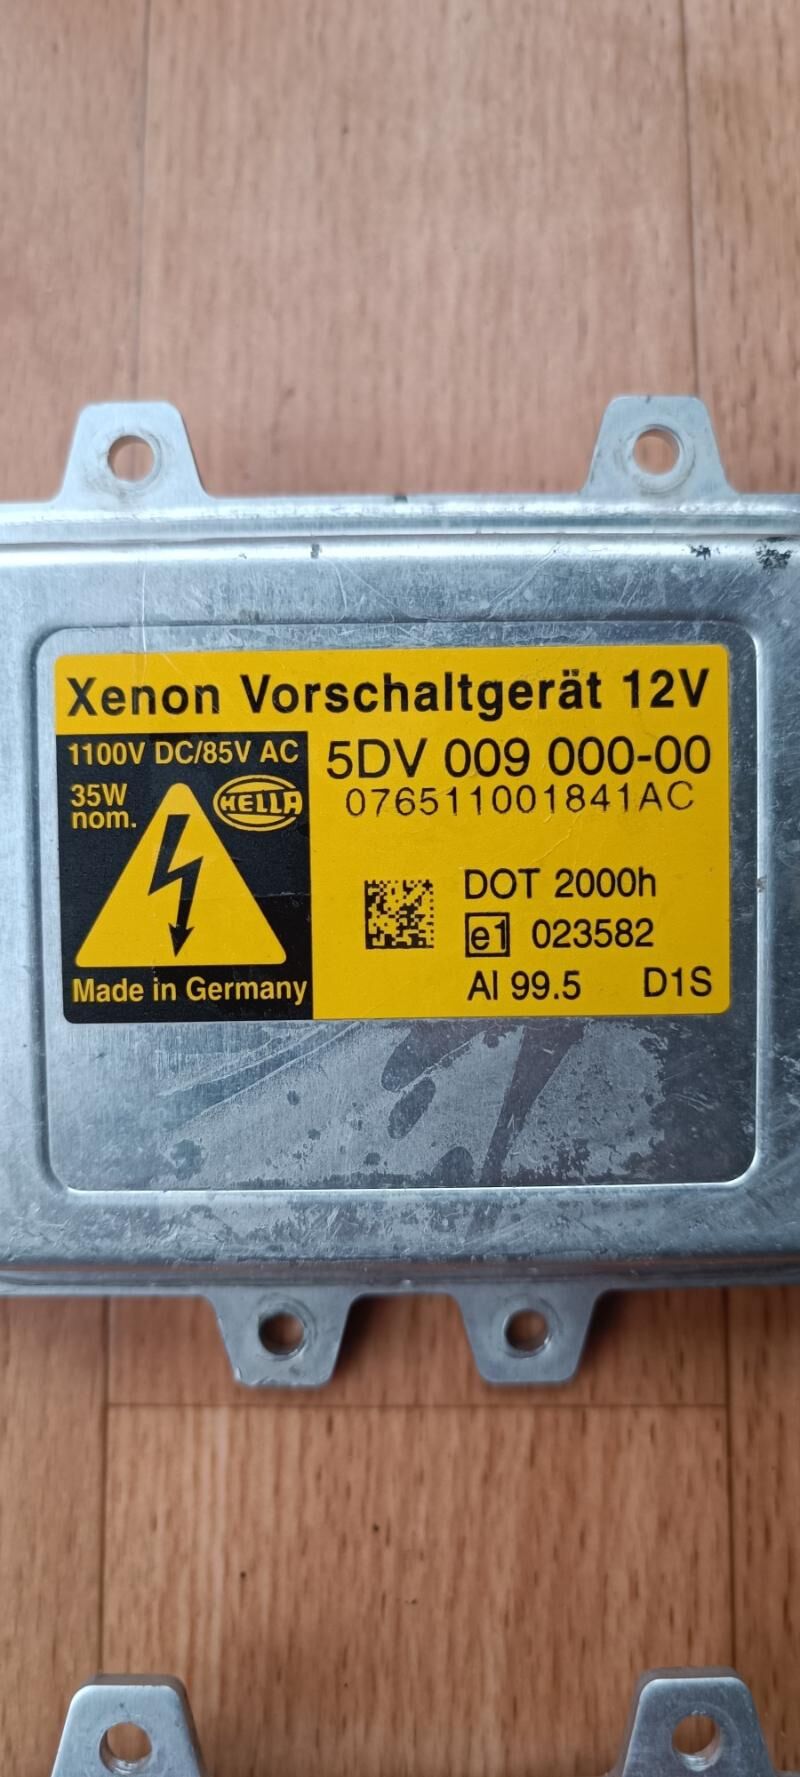 Xenon Vorschaltgerät 12V
1100V DC/85V AC
35W
nom.
HELLA
Made in Germany
5DV 009 000-00
076511001841AC
DOT 2000h
e1 023582
Al 99.5 D1S